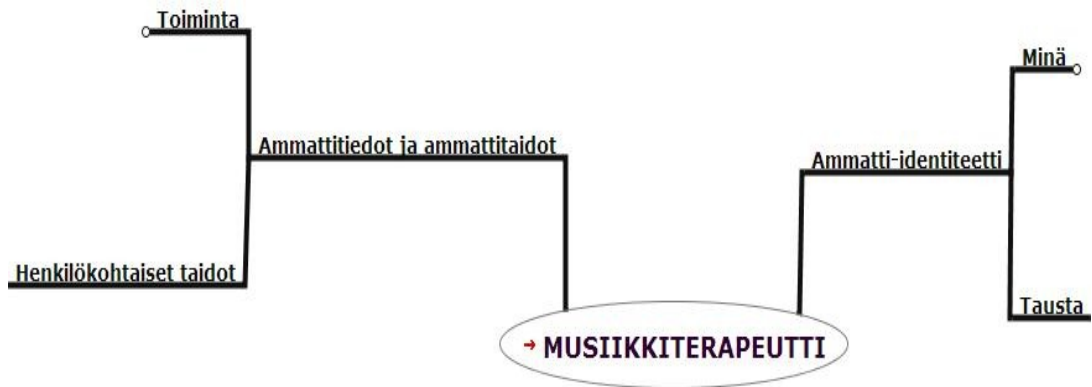 Toiminta
Minä
Ammattitiedot ja ammattitaidot
Ammatti-identiteetti
Henkilökohtaiset taidot
Tausta
MUSIIKKITERAPEUTTI